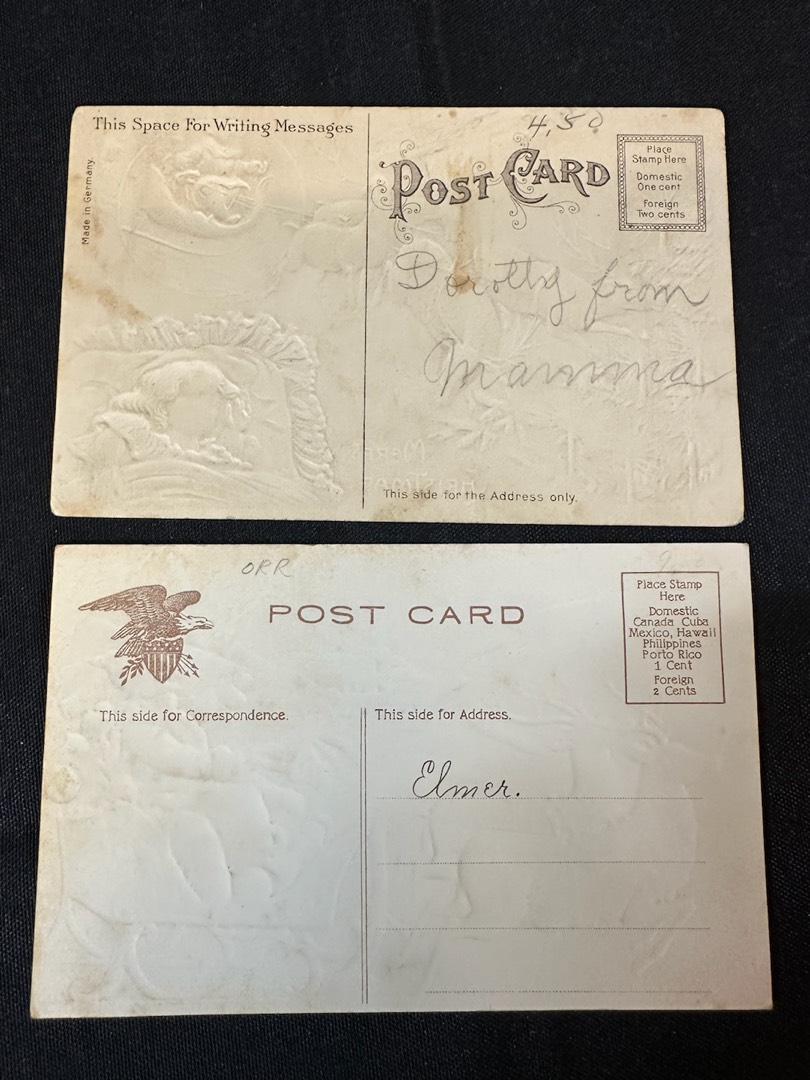 This Space For Writing Messages
4,50
Made in Germany.
POST CARD
Place
Stamp Here
Domestic
One cent
Foreign
Two cents
Dorothy from
Mamma
This side for the Address only.
ORR
POST CARD
Place Stamp
Here
Domestic
Canada Cuba
Mexico, Hawaii
Philippines
Porto Rico
1 Cent
Foreign
2 Cents
This side for Correspondence.
This side for Address.
Elmer.